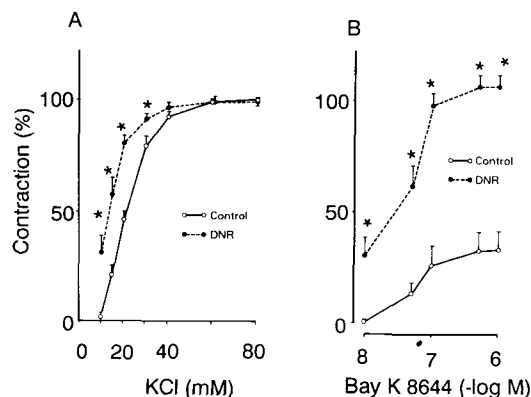 A
B
Contraction (%)
100
50
0
0
20
40
60
80
KCl (mM)
Control
DNR
*
*
*
*
100
50
0
8
7
6
Bay K 8644 (-log M)
Control
DNR
*
*
*
*
*